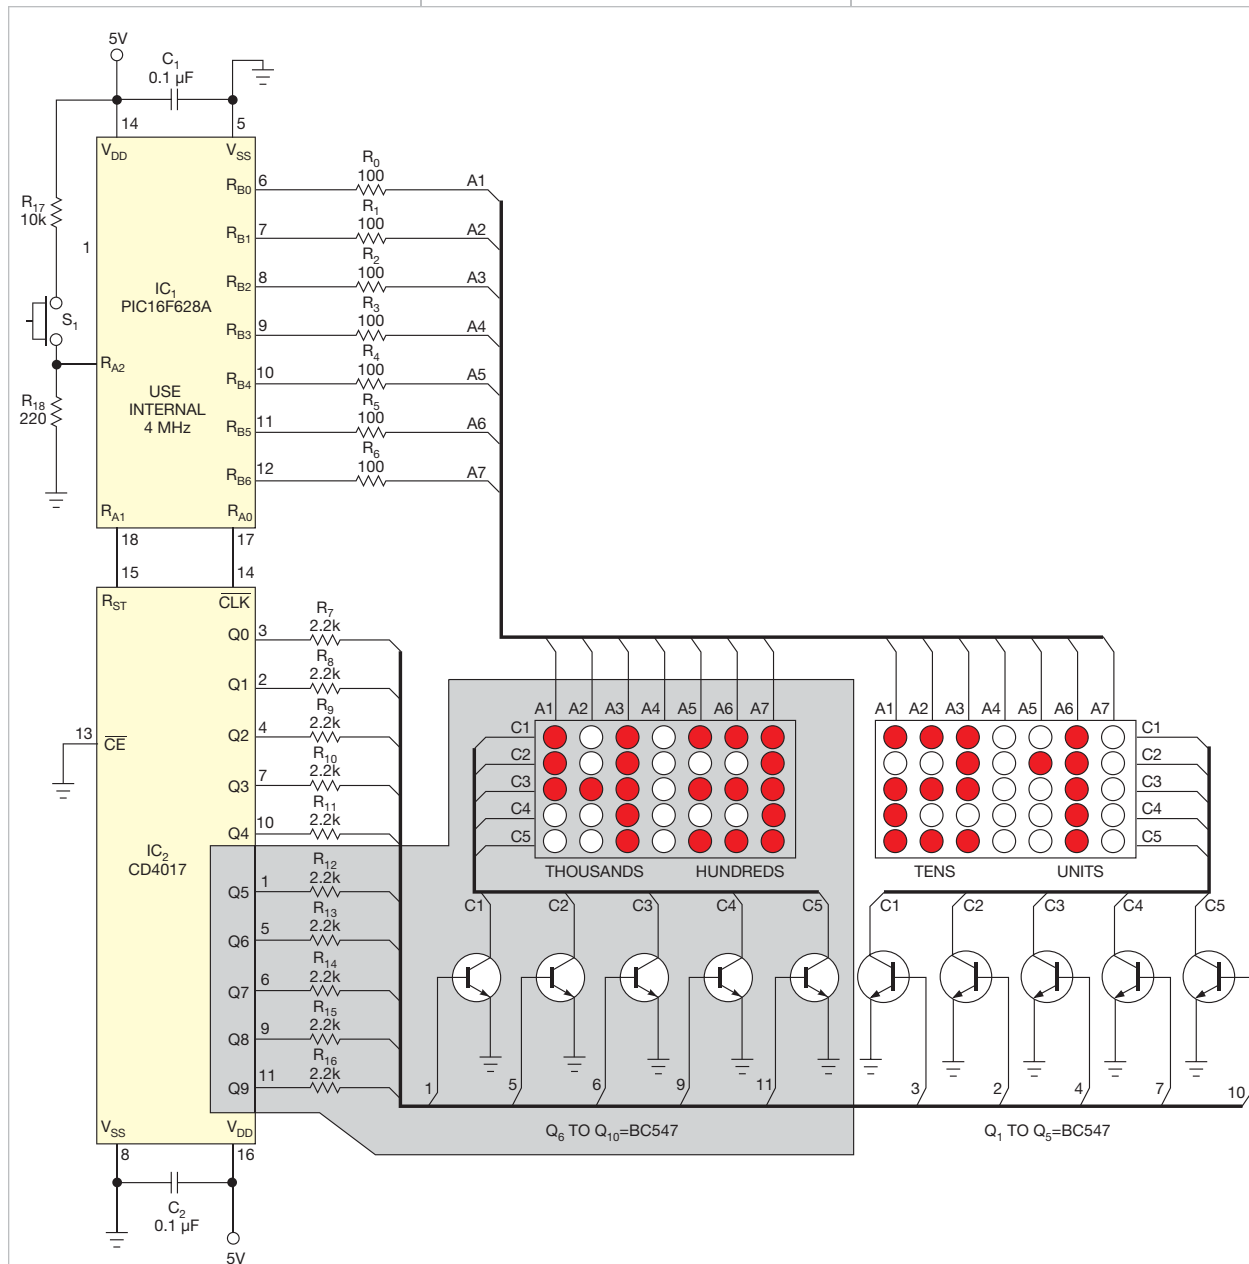 5V
C1
0.1 µF
14
5
VDD
VSS
R17
10k
1
S1
RA2
R18
220
IC1
PIC16F628A
USE
INTERNAL
4 MHz
RB0 6 R0 100 A1
RB1 7 R1 100 A2
RB2 8 R2 100 A3
RB3 9 R3 100 A4
RB4 10 R4 100 A5
RB5 11 R5 100 A6
RB6 12 R6 100 A7
RA1
RA0
18
17
15
14
RST
CLK
13
CE
IC2
CD4017
Q0 3 R7 2.2k
Q1 2 R8 2.2k
Q2 4 R9 2.2k
Q3 7 R10 2.2k
Q4 10 R11 2.2k
Q5 1 R12 2.2k
Q6 5 R13 2.2k
Q7 6 R14 2.2k
Q8 9 R15 2.2k
Q9 11 R16 2.2k
VSS
VDD
8
16
C2
0.1 µF
5V
A1 A2 A3 A4 A5 A6 A7
C1
C2
C3
C4
C5
THOUSANDS HUNDREDS
A1 A2 A3 A4 A5 A6 A7
C1
C2
C3
C4
C5
TENS UNITS
C1 C2 C3 C4 C5
C1 C2 C3 C4 C5
1 5 6 9 11
3 2 4 7 10
Q6 TO Q10=BC547
Q1 TO Q5=BC547